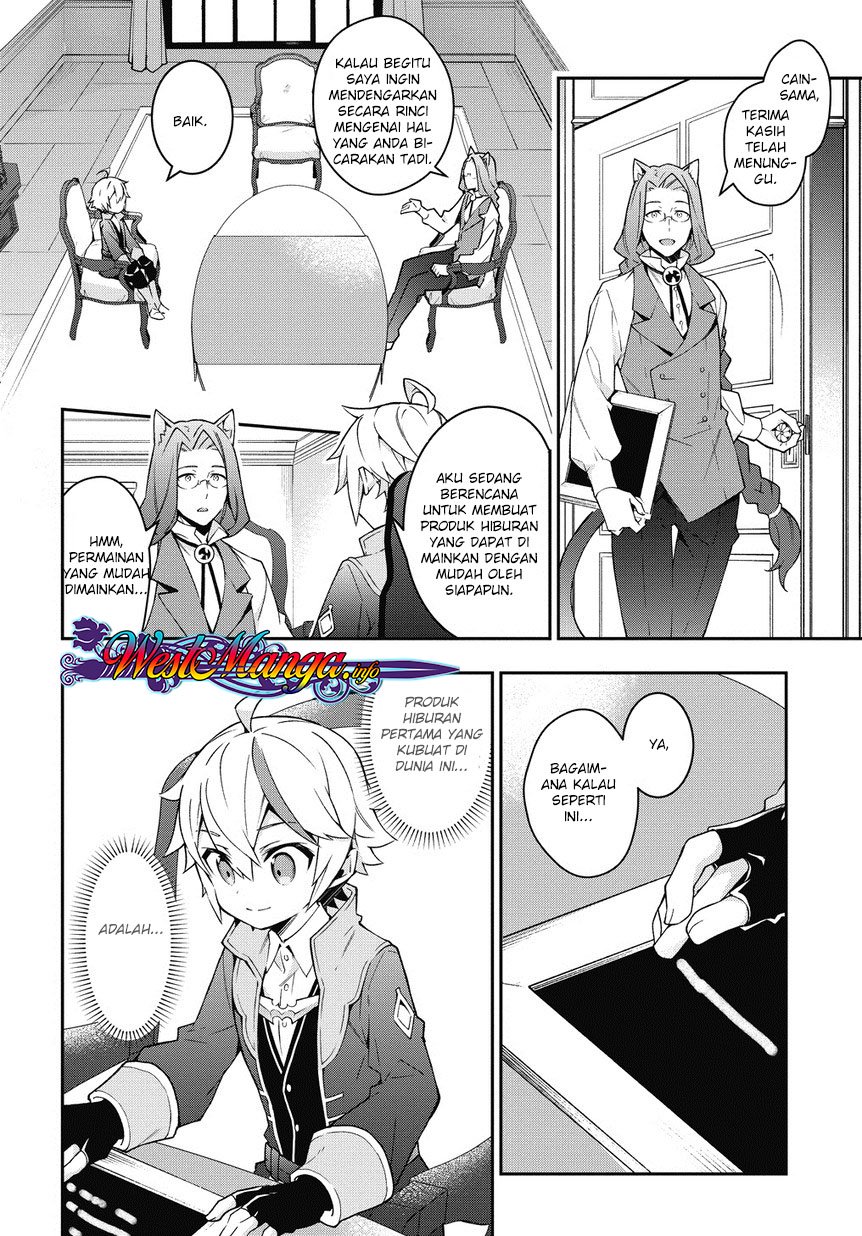 CAIN-
SAMA,
TERIMA
KASIH
TELAH
MENUNG-
GU.
KALAU BEGITU
SAYA INGIN
MENDENGARKAN
SECARA RINCI
MENGENAI HAL
YANG ANDA BI-
CARAKAN TADI.
BAIK.
AKU SEDANG
BERENCANA
UNTUK MEMBUAT
PRODUK HIBURAN
YANG DAPAT DI
MAINKAN DENGAN
MUDAH OLEH
SIAPAPUN.
HMM,
PERMAINAN
YANG MUDAH
DIMAINKAN...
WestManga.info
YA,
BAGAIM-
ANA KALAU
SEPERTI
INI...
PRODUK
HIBURAN
PERTAMA YANG
KUBUAT DI
DUNIA INI...
ADALAH...